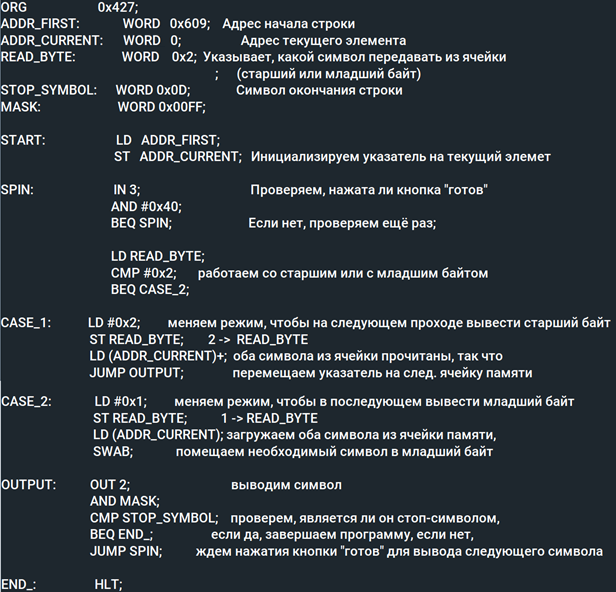 ORG 0x427;
ADDR_FIRST: WORD 0x609; Адрес начала строки
ADDR_CURRENT: WORD 0; Адрес текущего элемента
READ_BYTE: WORD 0x2; Указывает, какой символ передавать из ячейки
; (старший или младший байт)
STOP_SYMBOL: WORD 0x0D; Символ окончания строки
MASK: WORD 0x00FF;
START: LD ADDR_FIRST;
ST ADDR_CURRENT; Инициализируем указатель на текущий элемет
SPIN: IN 3; Проверяем, нажата ли кнопка "готов"
AND #0x40;
BEQ SPIN; Если нет, проверяем ещё раз;
LD READ_BYTE;
CMP #0x2; работаем со старшим или с младшим байтом
BEQ CASE_2;
CASE_1: LD #0x2; меняем режим, чтобы на следующем проходе вывести старший байт
ST READ_BYTE; 2 -> READ_BYTE
LD (ADDR_CURRENT)+; оба символа из ячейки прочитаны, так что
JUMP OUTPUT; перемещаем указатель на след. ячейку памяти
CASE_2: LD #0x1; меняем режим, чтобы в последующем вывести младший байт
ST READ_BYTE; 1 -> READ_BYTE
LD (ADDR_CURRENT); загружаем оба символа из ячейки памяти,
SWAB; помещаем необходимый символ в младший байт
OUTPUT: OUT 2; выводим символ
AND MASK;
CMP STOP_SYMBOL; проверем, является ли он стоп-символом,
BEQ END_; если да, завершаем программу, если нет,
JUMP SPIN; ждем нажатия кнопки "готов" для вывода следующего символа
END_: HLT;